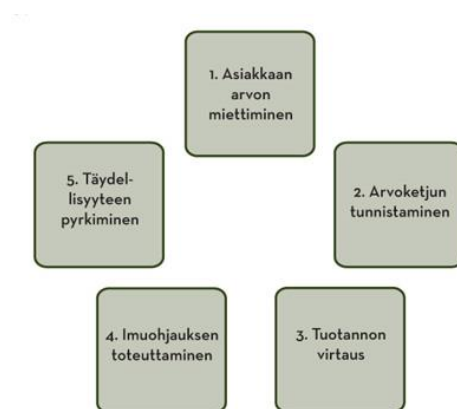 1. Asiakkaan
arvon
miettiminen
2. Arvoketjun
tunnistaminen
3. Tuotannon
virtaus
4. Imuohjauksen
toteuttaminen
5. Täydel-
lisyyteen
pyrkiminen